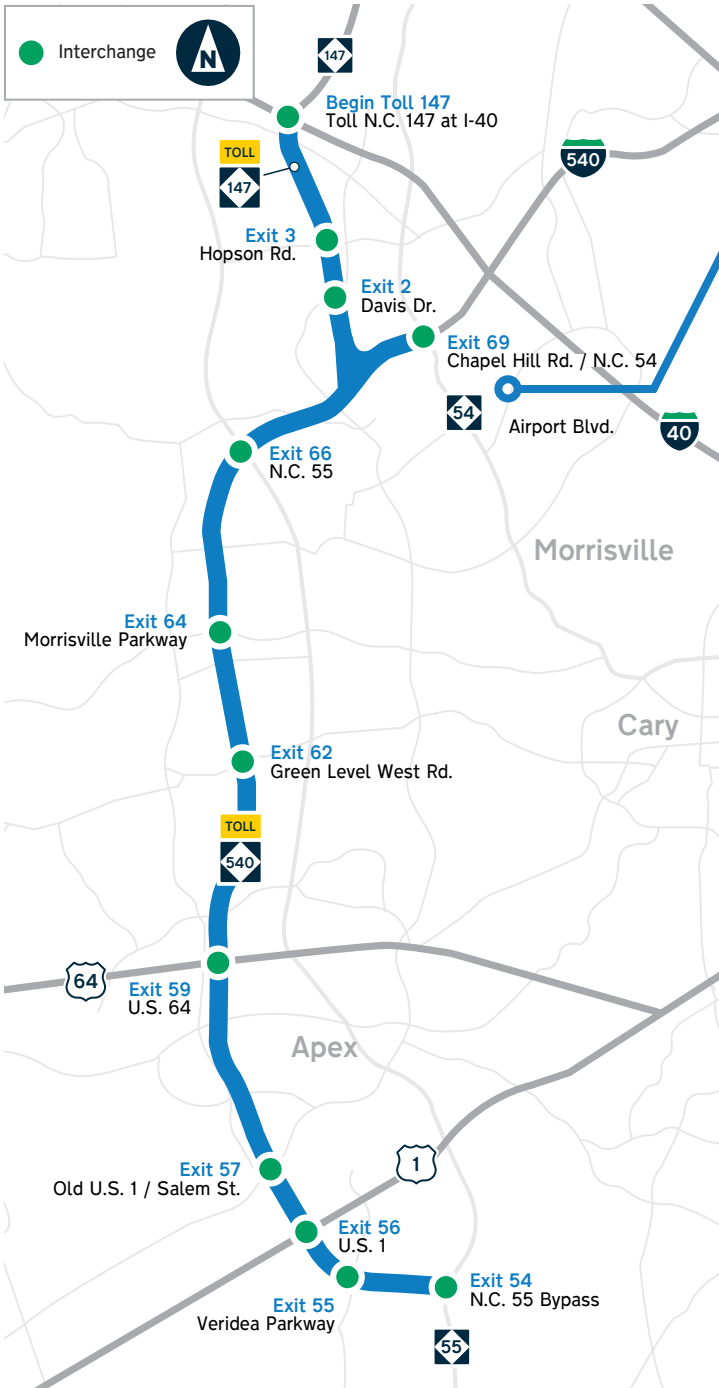 Interchange
N
147
Begin Toll 147
Toll N.C. 147 at I-40
TOLL
147
540
Exit 3
Hopson Rd.
Exit 2
Davis Dr.
Exit 69
Chapel Hill Rd. / N.C. 54
54
Airport Blvd.
40
Exit 66
N.C. 55
Morrisville
Exit 64
Morrisville Parkway
Cary
Exit 62
Green Level West Rd.
TOLL
540
64
Exit 59
U.S. 64
Apex
1
Exit 57
Old U.S. 1 / Salem St.
Exit 56
U.S. 1
Exit 55
Veridea Parkway
Exit 54
N.C. 55 Bypass
55